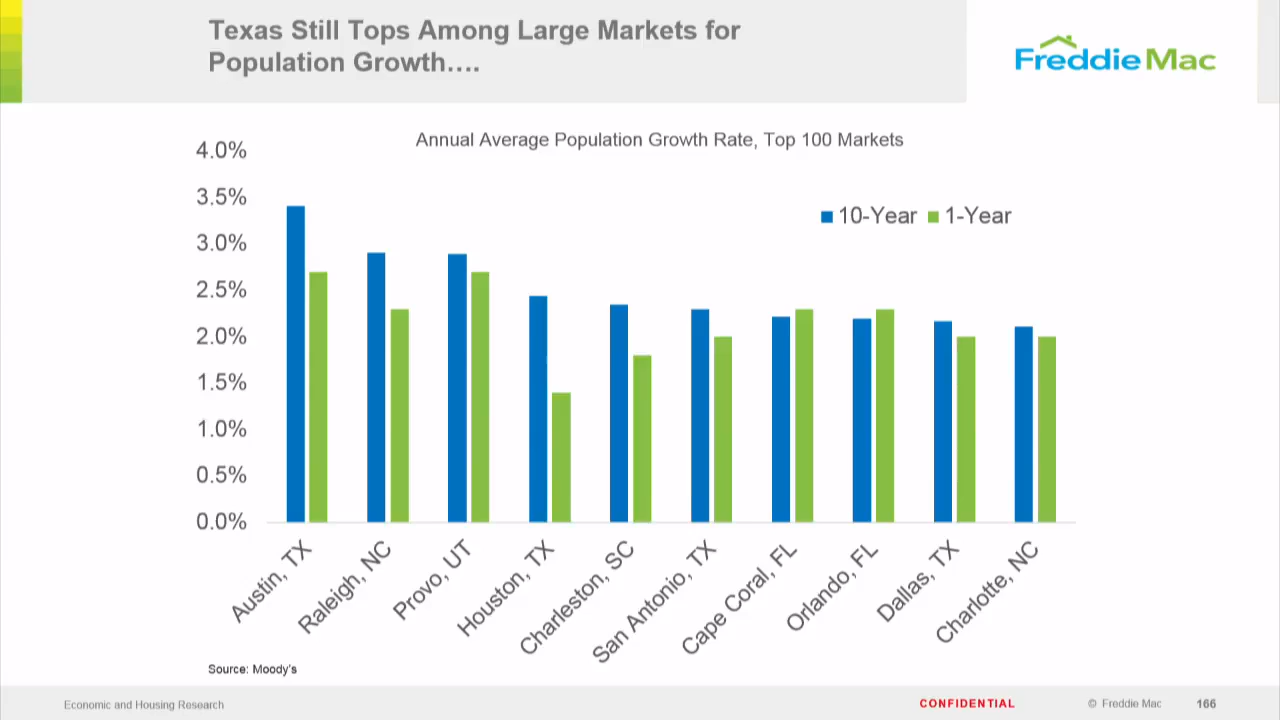 Texas Still Tops Among Large Markets for
Population Growth….
FreddieMac
Annual Average Population Growth Rate, Top 100 Markets
10-Year 1-Year
4.0%
3.5%
3.0%
2.5%
2.0%
1.5%
1.0%
0.5%
0.0%
Austin, TX
Raleigh, NC
Provo, UT
Houston, TX
Charleston, SC
San Antonio, TX
Cape Coral, FL
Orlando, FL
Dallas, TX
Charlotte, NC
Source: Moody's
Economic and Housing Research
CONFIDENTIAL
© Freddie Mac
166